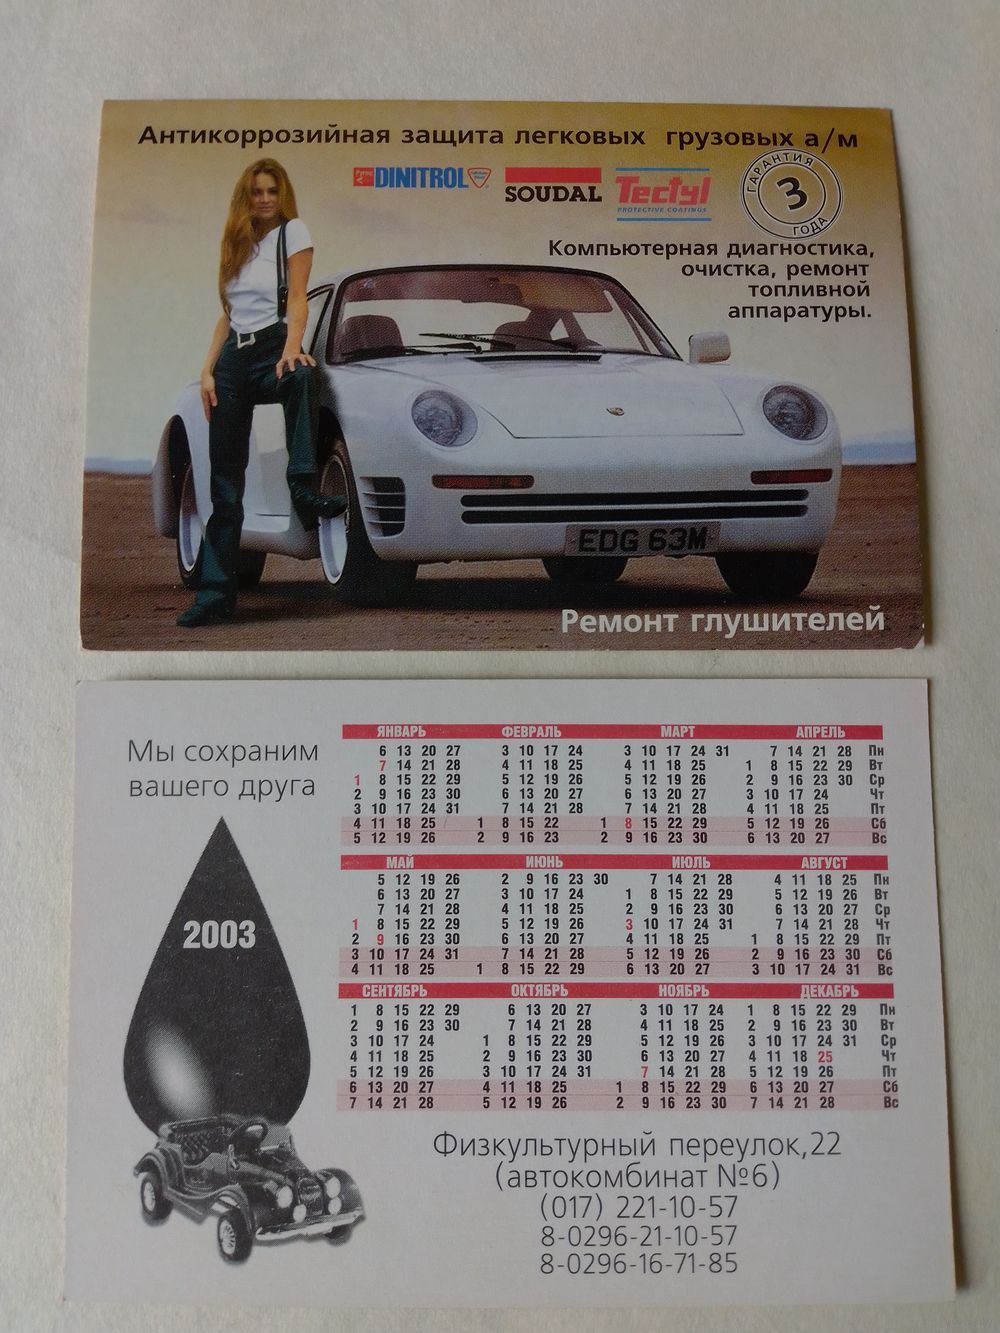 Антикоррозийная защита легковых грузовых а/м
DINITROL
SOUDAL
Tectyl
PROTECTIVE COATINGS
ГАРАНТИЯ
3
ГОДА
Компьютерная диагностика,
очистка, ремонт
топливной
аппаратуры.
EDG 63M
Ремонт глушителей
Мы сохраним
вашего друга
2003
ЯНВАРЬ ФЕВРАЛЬ МАРТ АПРЕЛЬ
6 13 20 27 3 10 17 24 3 10 17 24 31 7 14 21 28 Пн
7 14 21 28 4 11 18 25 4 11 18 25 1 8 15 22 29 Вт
1 8 15 22 29 5 12 19 26 5 12 19 26 2 9 16 23 30 Ср
2 9 16 23 30 6 13 20 27 6 13 20 27 3 10 17 24 Чт
3 10 17 24 31 7 14 21 28 7 14 21 28 4 11 18 25 Пт
4 11 18 25 1 8 15 22 1 8 15 22 29 5 12 19 26 Сб
5 12 19 26 2 9 16 23 2 9 16 23 30 6 13 20 27 Вс
МАЙ ИЮНЬ ИЮЛЬ АВГУСТ
5 12 19 26 2 9 16 23 30 7 14 21 28 4 11 18 25 Пн
6 13 20 27 3 10 17 24 1 8 15 22 29 5 12 19 26 Вт
7 14 21 28 4 11 18 25 2 9 16 23 30 6 13 20 27 Ср
1 8 15 22 29 5 12 19 26 3 10 17 24 31 7 14 21 28 Чт
2 9 16 23 30 6 13 20 27 4 11 18 25 1 8 15 22 29 Пт
3 10 17 24 31 7 14 21 28 5 12 19 26 2 9 16 23 30 Сб
4 11 18 25 1 8 15 22 29 6 13 20 27 3 10 17 24 31 Вс
СЕНТЯБРЬ ОКТЯБРЬ НОЯБРЬ ДЕКАБРЬ
1 8 15 22 29 6 13 20 27 3 10 17 24 1 8 15 22 29 Пн
2 9 16 23 30 7 14 21 28 4 11 18 25 2 9 16 23 30 Вт
3 10 17 24 1 8 15 22 29 5 12 19 26 3 10 17 24 31 Ср
4 11 18 25 2 9 16 23 30 6 13 20 27 4 11 18 25 Чт
5 12 19 26 3 10 17 24 31 7 14 21 28 5 12 19 26 Пт
6 13 20 27 4 11 18 25 1 8 15 22 29 6 13 20 27 Сб
7 14 21 28 5 12 19 26 2 9 16 23 30 7 14 21 28 Вс
Физкультурный переулок,22
(автокомбинат №6)
(017) 221-10-57
8-0296-21-10-57
8-0296-16-71-85